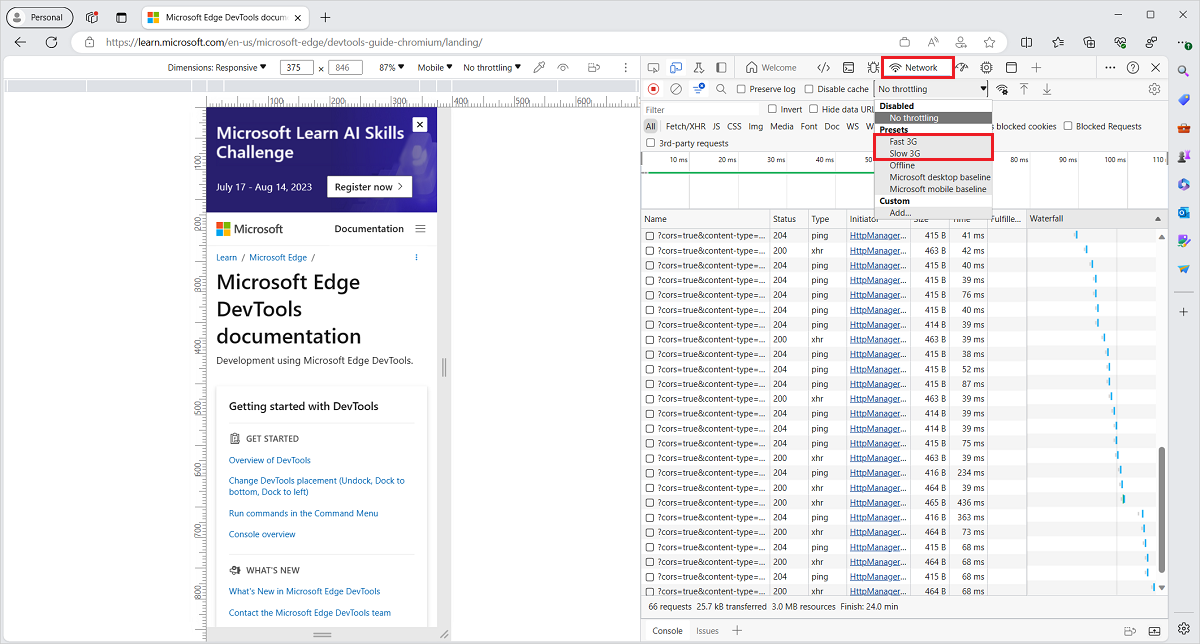 Personal
Microsoft Edge DevTools docum
https://learn.microsoft.com/en-us/microsoft-edge/devtools-guide-chromium/landing/
Dimensions: Responsive 375 × 846 87% Mobile No throttling
100 200 300 400 500 600
100
200
300
400
500
600
700
800
Microsoft Learn AI Skills
Challenge
July 17 - Aug 14, 2023 Register now
Microsoft Documentation
Learn / Microsoft Edge /
Microsoft Edge
DevTools
documentation
Development using Microsoft Edge DevTools.
Getting started with DevTools
GET STARTED
Overview of DevTools
Change DevTools placement (Undock, Dock to
bottom, Dock to left)
Run commands in the Command Menu
Console overview
WHAT'S NEW
What's New in Microsoft Edge DevTools
Contact the Microsoft Edge DevTools team
Welcome Network
Preserve log Disable cache No throttling
Filter Invert Hide data URL
All Fetch/XHR JS CSS Img Media Font Doc WS W s blocked cookies Blocked Requests
3rd-party requests
10 ms 20 ms 30 ms 40 ms 80 ms 90 ms 100 ms 110
Disabled
No throttling
Presets
Fast 3G
Slow 3G
Offline
Microsoft desktop baseline
Microsoft mobile baseline
Custom
Add...
Name Status Type Initiator Size Time Fulfille... Waterfall
?cors=true&content-type=... 204 ping HttpManager... 415 B 41 ms
?cors=true&content-type=... 200 xhr HttpManager... 463 B 42 ms
?cors=true&content-type=... 204 ping HttpManager... 415 B 40 ms
?cors=true&content-type=... 204 ping HttpManager... 415 B 39 ms
?cors=true&content-type=... 204 ping HttpManager... 415 B 76 ms
?cors=true&content-type=... 204 ping HttpManager... 415 B 40 ms
?cors=true&content-type=... 204 ping HttpManager... 414 B 39 ms
?cors=true&content-type=... 200 xhr HttpManager... 463 B 39 ms
?cors=true&content-type=... 204 ping HttpManager... 415 B 38 ms
?cors=true&content-type=... 204 ping HttpManager... 415 B 52 ms
?cors=true&content-type=... 204 ping HttpManager... 415 B 87 ms
?cors=true&content-type=... 200 xhr HttpManager... 463 B 39 ms
?cors=true&content-type=... 204 ping HttpManager... 414 B 39 ms
?cors=true&content-type=... 204 ping HttpManager... 414 B 39 ms
?cors=true&content-type=... 204 ping HttpManager... 415 B 75 ms
?cors=true&content-type=... 200 xhr HttpManager... 463 B 39 ms
?cors=true&content-type=... 204 ping HttpManager... 416 B 234 ms
?cors=true&content-type=... 200 xhr HttpManager... 464 B 39 ms
?cors=true&content-type=... 200 xhr HttpManager... 465 B 436 ms
?cors=true&content-type=... 204 ping HttpManager... 416 B 363 ms
?cors=true&content-type=... 200 xhr HttpManager... 464 B 73 ms
?cors=true&content-type=... 204 ping HttpManager... 415 B 68 ms
?cors=true&content-type=... 200 xhr HttpManager... 464 B 68 ms
?cors=true&content-type=... 204 ping HttpManager... 415 B 68 ms
?cors=true&content-type=... 200 xhr HttpManager... 464 B 68 ms
66 requests 25.7 kB transferred 3.0 MB resources Finish: 24.0 min
Console Issues